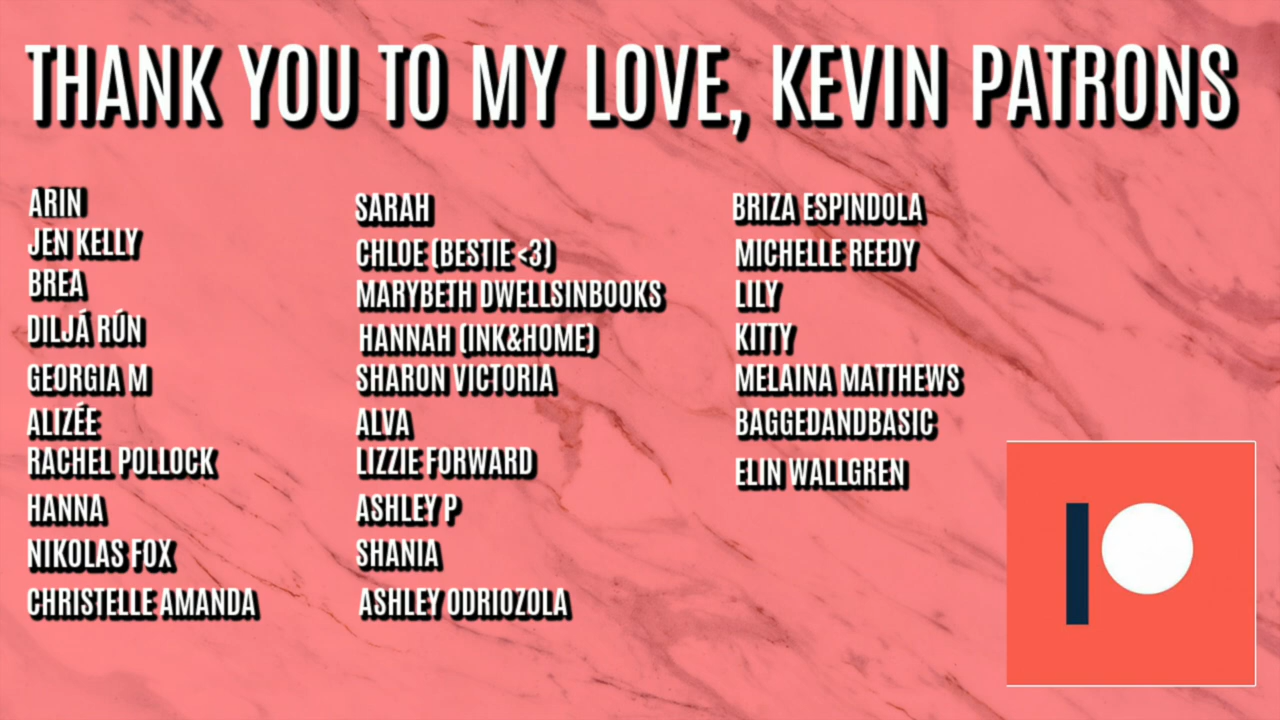 THANK YOU TO MY LOVE, KEVIN PATRONS
ARIN
JEN KELLY
BREA
DILJÁ RÚN
GEORGIA M
ALIZÉE
RACHEL POLLOCK
HANNA
NIKOLAS FOX
CHRISTELLE AMANDA
SARAH
CHLOE (BESTIE <3)
MARYBETH DWELLSINBOOKS
HANNAH (INK&HOME)
SHARON VICTORIA
ALVA
LIZZIE FORWARD
ASHLEY P
SHANIA
ASHLEY ODRIOZOLA
BRIZA ESPINDOLA
MICHELLE REEDY
LILY
KITTY
MELAINA MATTHEWS
BAGGEDANDBASIC
ELIN WALLGREN